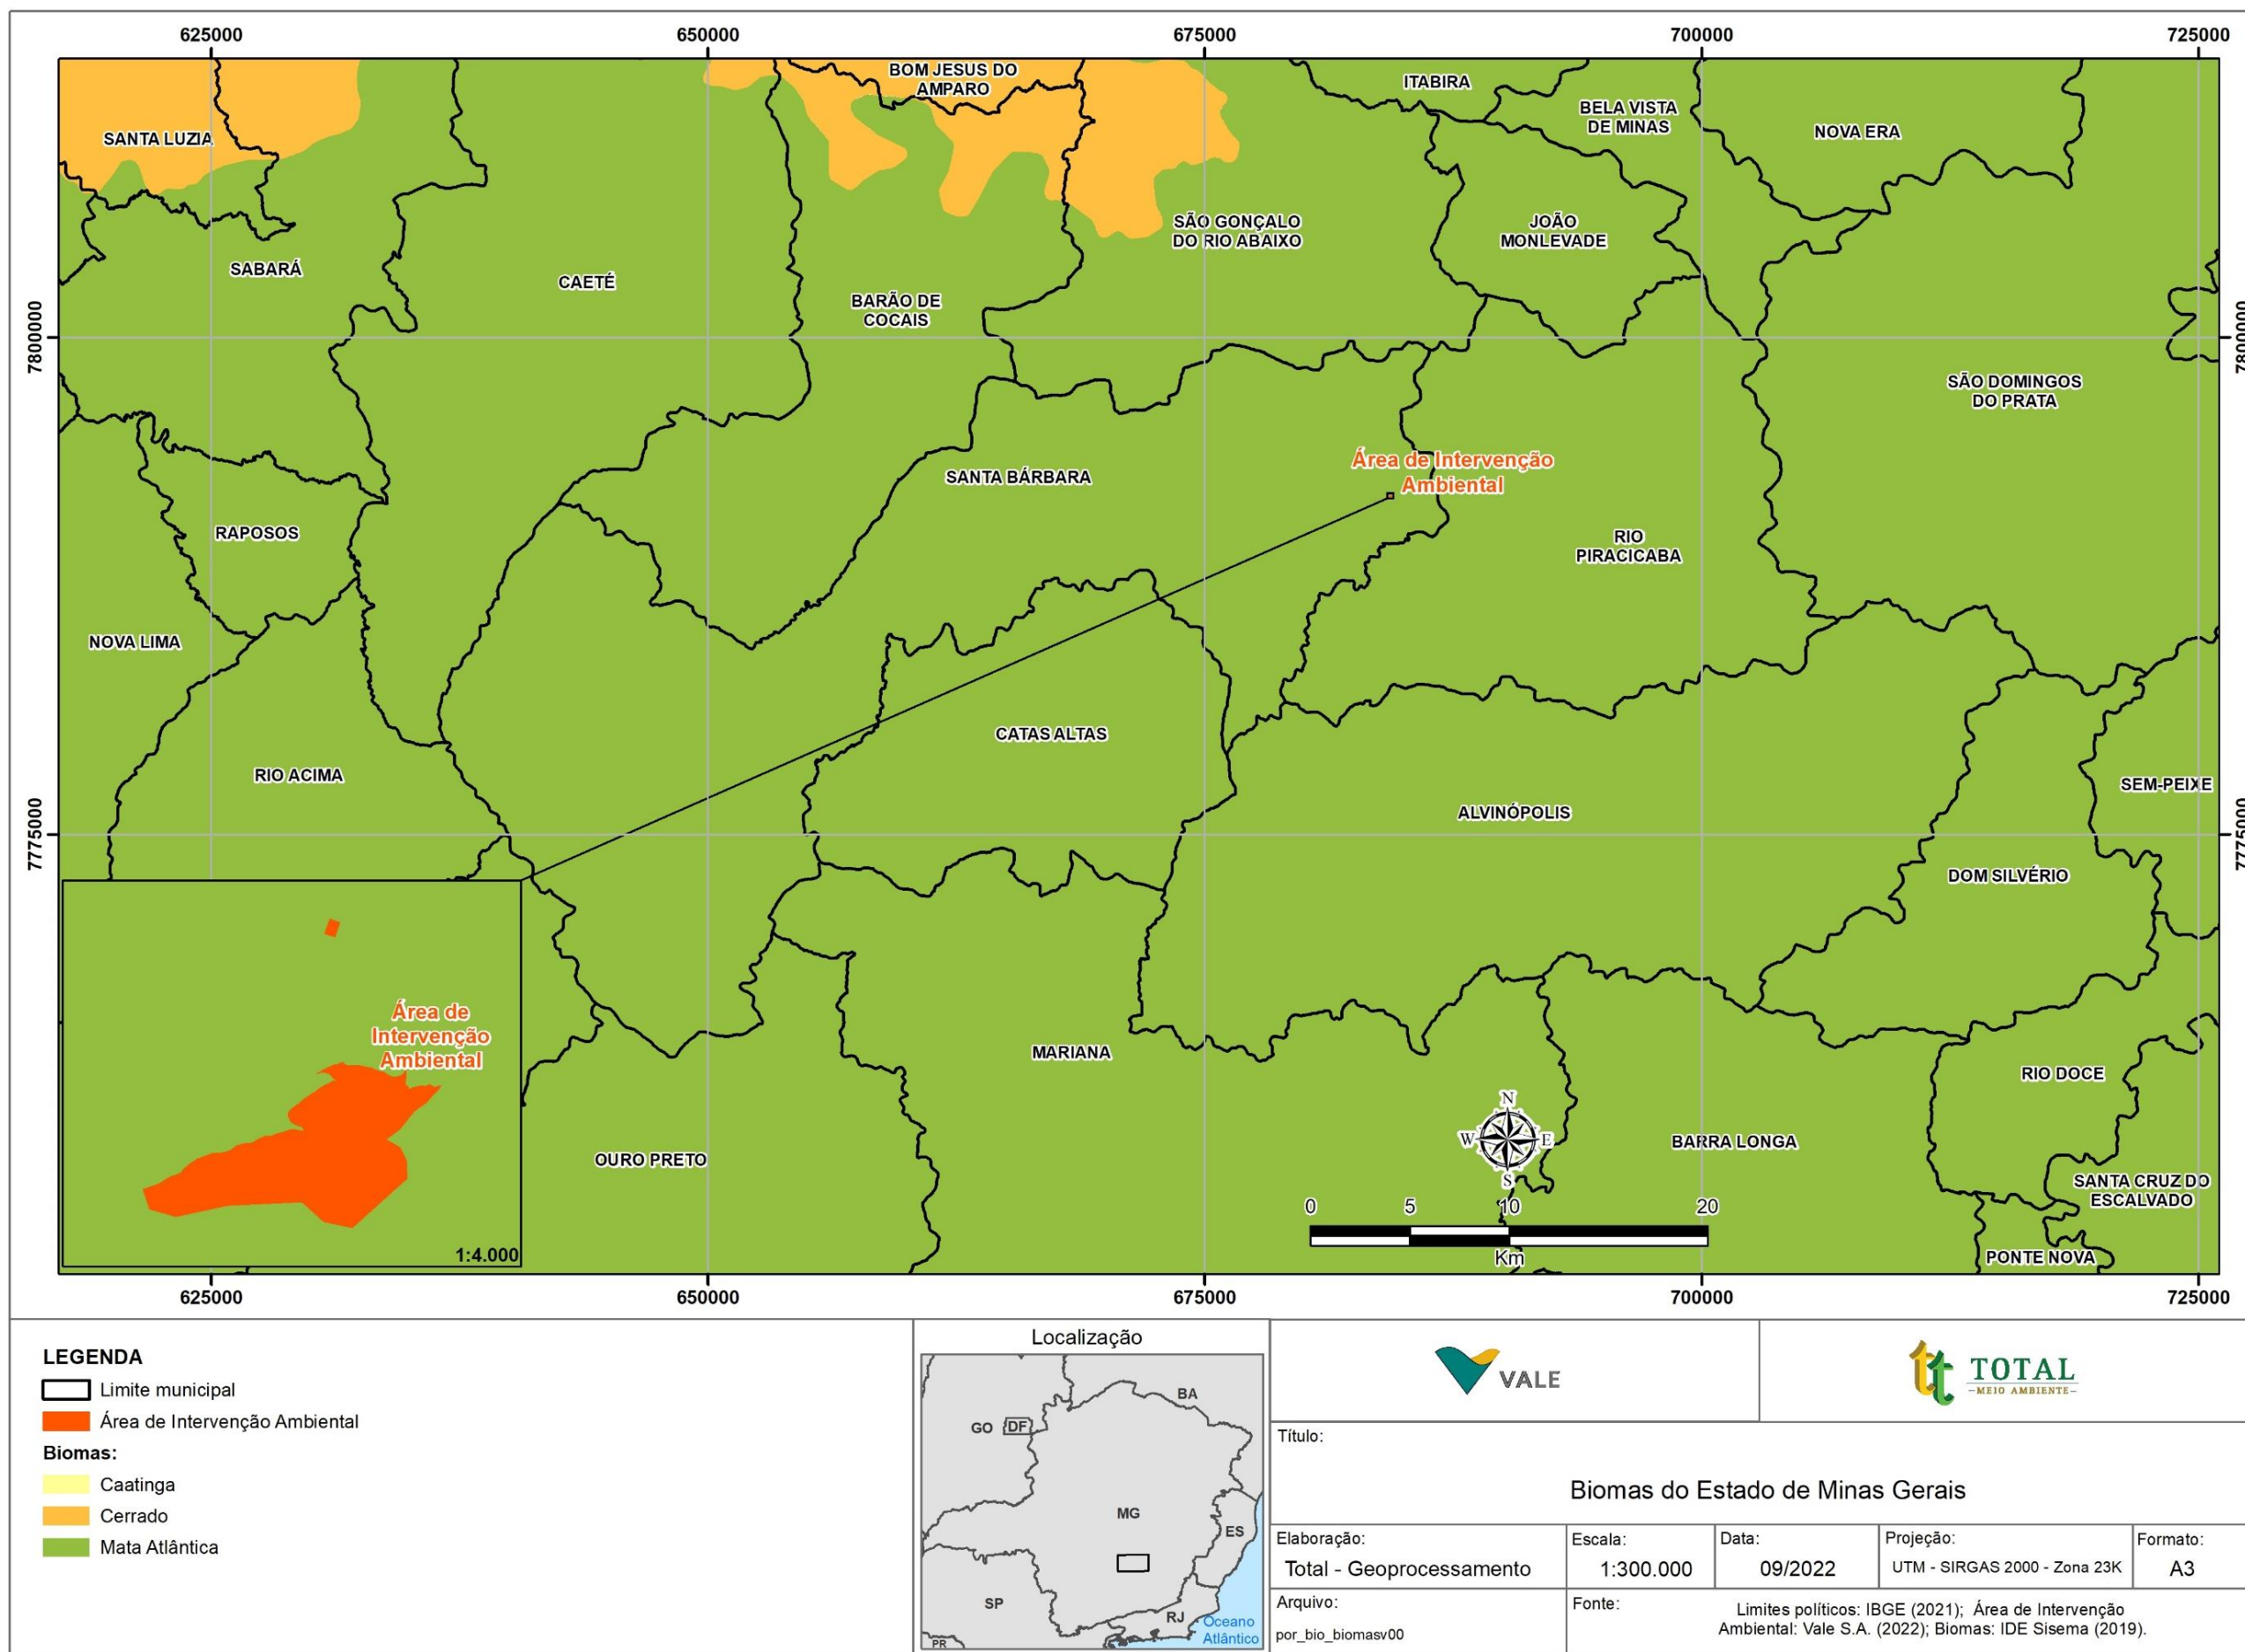 625000
650000
675000
700000
725000
BOM JESUS DO
AMPARO
ITABIRA
BELA VISTA
DE MINAS
NOVA ERA
SANTA LUZIA
SÃO GONÇALO
DO RIO ABAIXO
JOÃO
MONLEVADE
SABARÁ
CAETÉ
BARÃO DE
COCAIS
7800000
7800000
SÃO DOMINGOS
DO PRATA
Área de Intervenção
Ambiental
SANTA BÁRBARA
RAPOSOS
RIO
PIRACICABA
NOVA LIMA
CATAS ALTAS
RIO ACIMA
SEM-PEIXE
ALVINÓPOLIS
7775000
7775000
DOM SILVÉRIO
Área de
Intervenção
Ambiental
MARIANA
RIO DOCE
N
W
E
S
BARRA LONGA
OURO PRETO
SANTA CRUZ DO
ESCALVADO
0
5
10
20
Km
PONTE NOVA
1:4.000
625000
650000
675000
700000
725000
LEGENDA
Limite municipal
Área de Intervenção Ambiental
Biomas:
Caatinga
Cerrado
Mata Atlântica
Localização
BA
GO
DF
MG
ES
SP
RJ
PR
Oceano
Atlântico
VALE
TOTAL
MEIO AMBIENTE
Título:
Biomas do Estado de Minas Gerais
Elaboração:
Total - Geoprocessamento
Escala:
1:300.000
Data:
09/2022
Projeção:
UTM - SIRGAS 2000 - Zona 23K
Formato:
A3
Arquivo:
por_bio_biomasv00
Fonte:
Limites políticos: IBGE (2021); Área de Intervenção
Ambiental: Vale S.A. (2022); Biomas: IDE Sisema (2019).